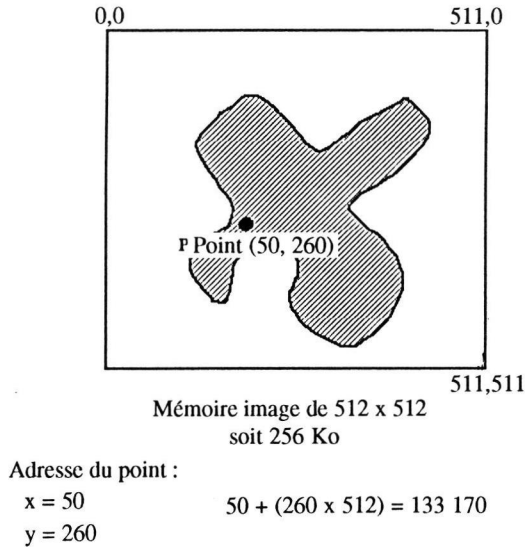 0,0 511,0
P Point (50, 260)
511,511
Mémoire image de 512 x 512
soit 256 Ko
Adresse du point :
x = 50 50 + (260 x 512) = 133 170
y = 260